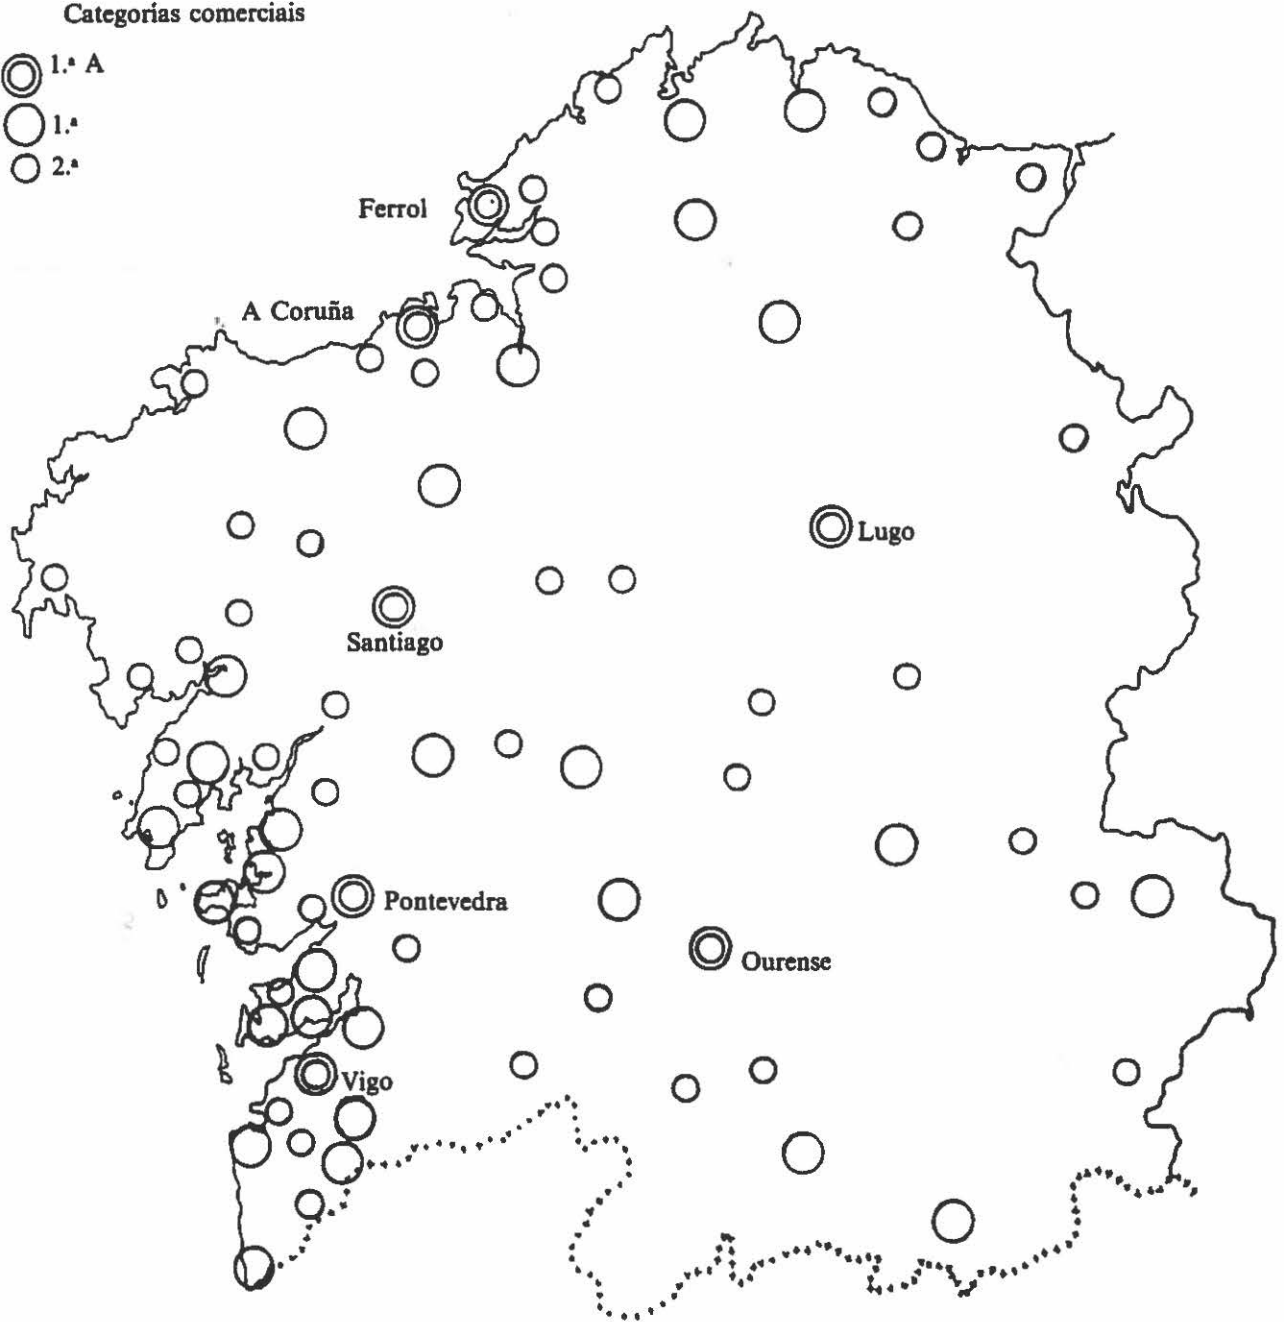 Categorías comerciais
1.ª A
1.ª
2.ª
Ferrol
A Coruña
Lugo
Santiago
Pontevedra
Ourense
Vigo